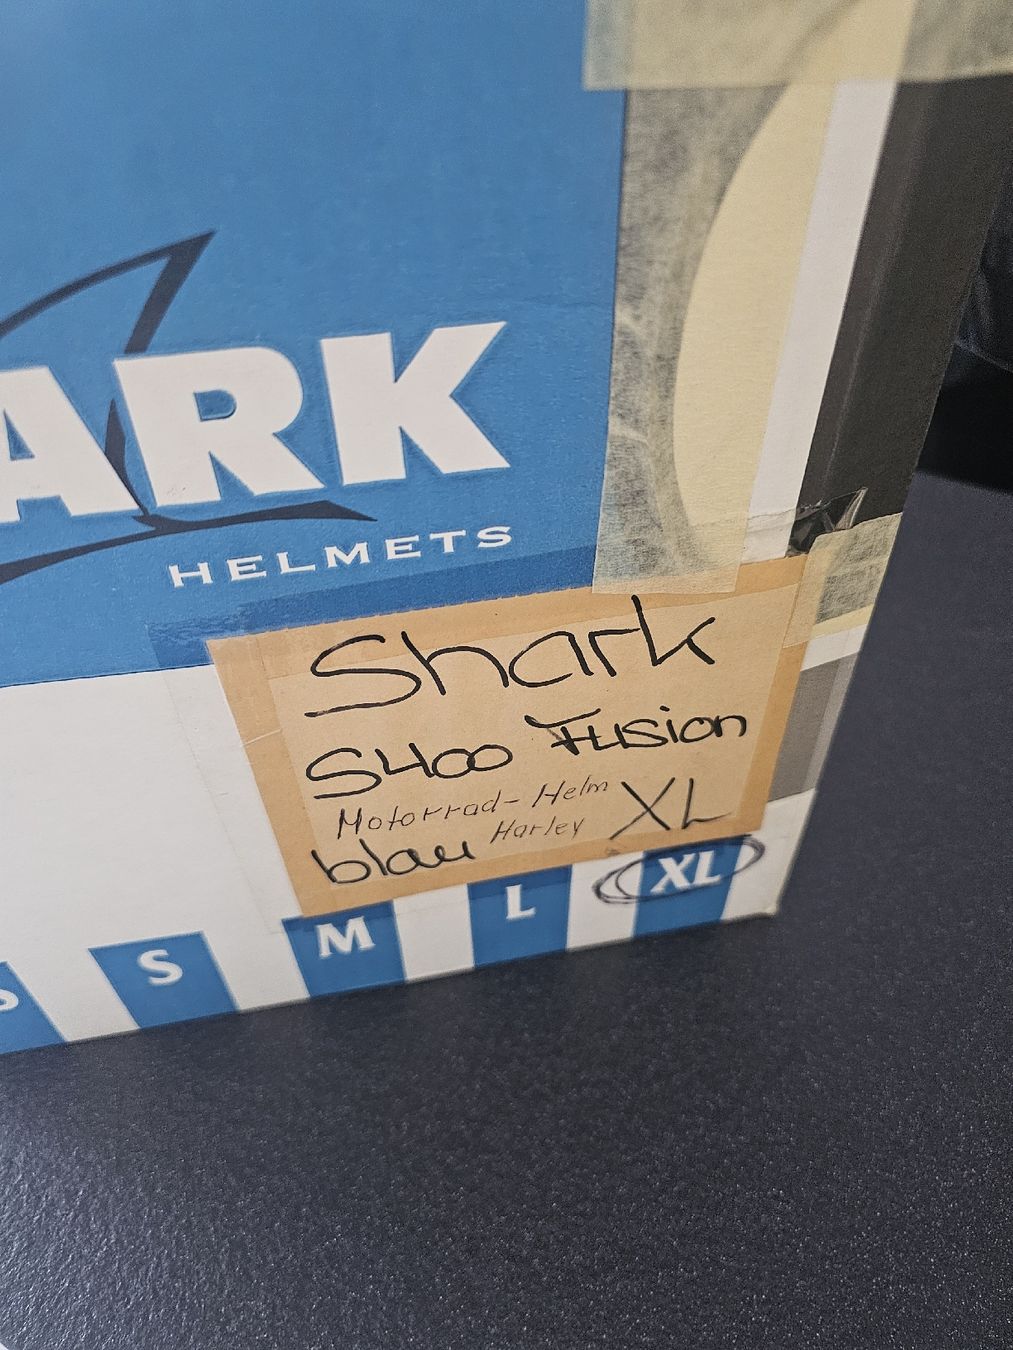 ARK
HELMETS
Shark
S400 Fusion
Motorrad-Helm XL
blau Harley
S M L XL